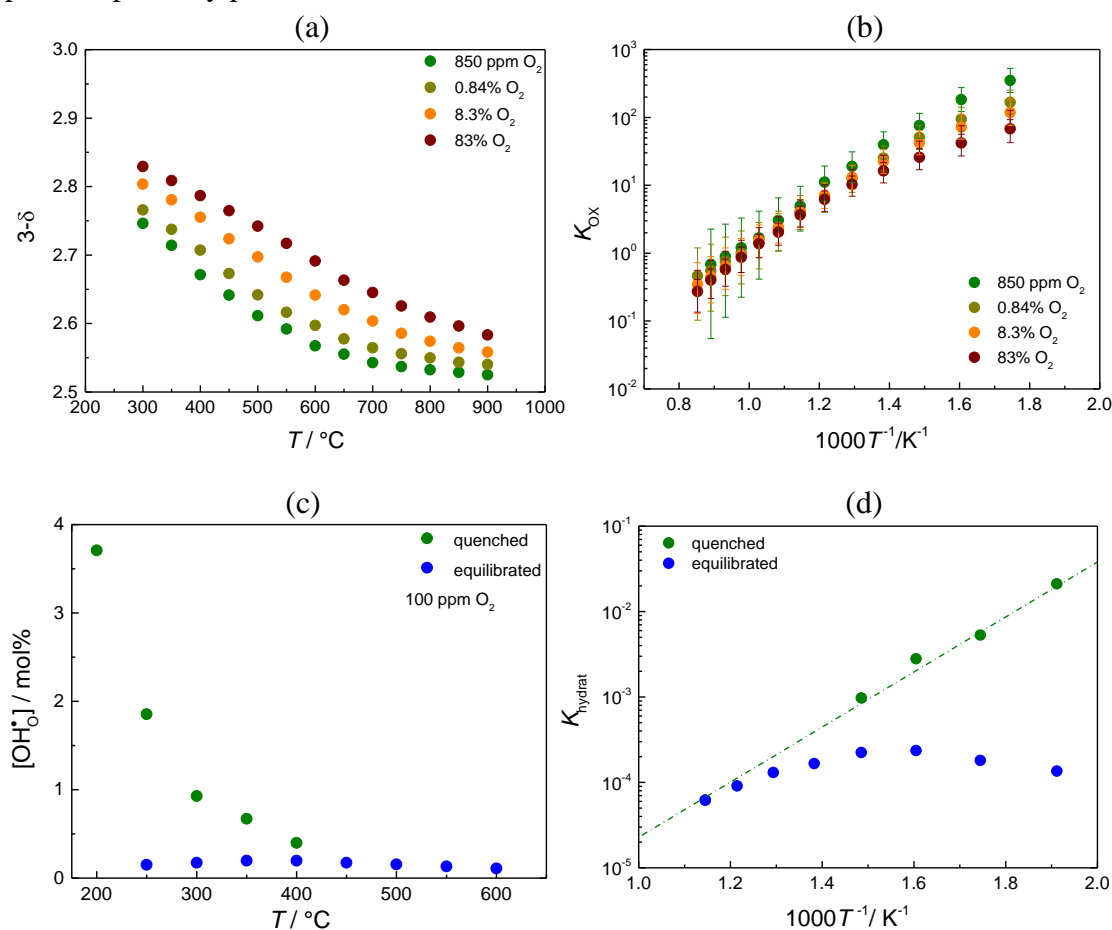 (a)
3.0
2.9
2.8
2.7
2.6
2.5
3-δ
850 ppm O2
0.84% O2
8.3% O2
83% O2
200 300 400 500 600 700 800 900 1000
T / °C
(b)
10^3
10^2
10^1
10^0
10^-1
10^-2
K_OX
850 ppm O2
0.84% O2
8.3% O2
83% O2
0.8 1.0 1.2 1.4 1.6 1.8 2.0
1000T^-1/K^-1
(c)
4
3
2
1
0
[OH_O^•] / mol%
quenched
equilibrated
100 ppm O2
200 300 400 500 600
T / °C
(d)
10^-1
10^-2
10^-3
10^-4
10^-5
K_hydrat
quenched
equilibrated
1.0 1.2 1.4 1.6 1.8 2.0
1000T^-1/ K^-1